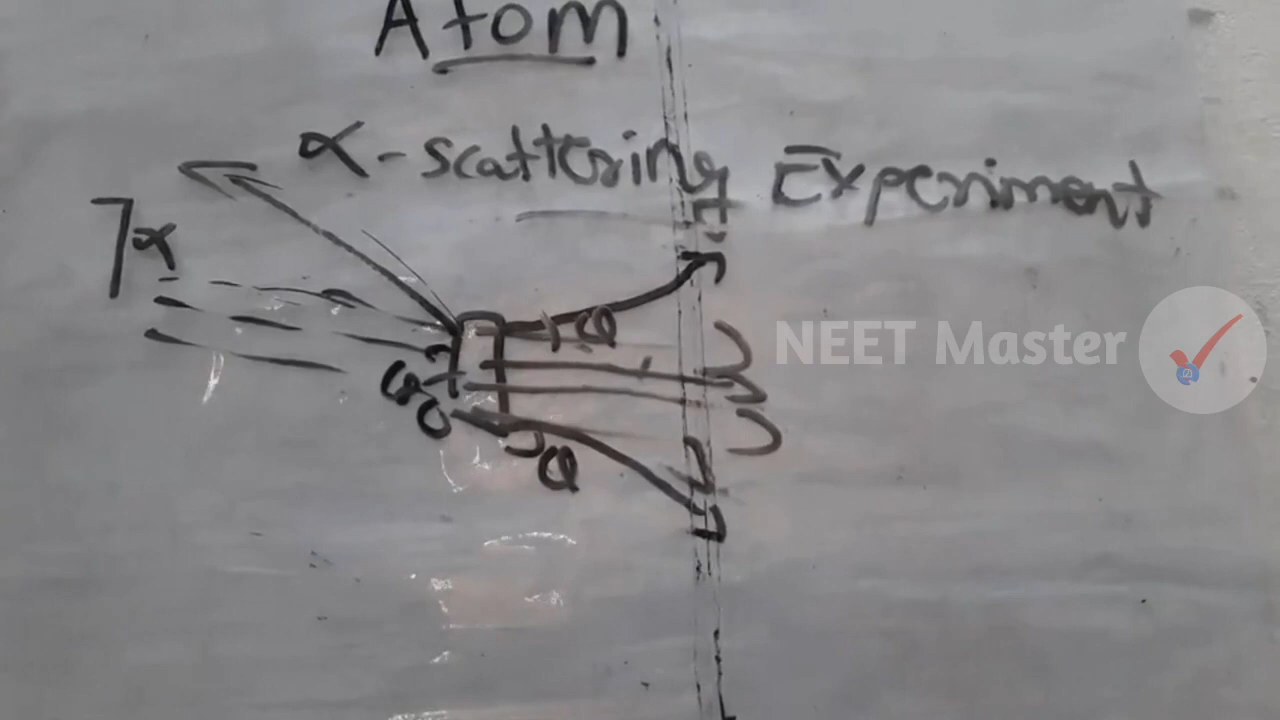 Atom
α-scattering Experiment
α
NEET Master